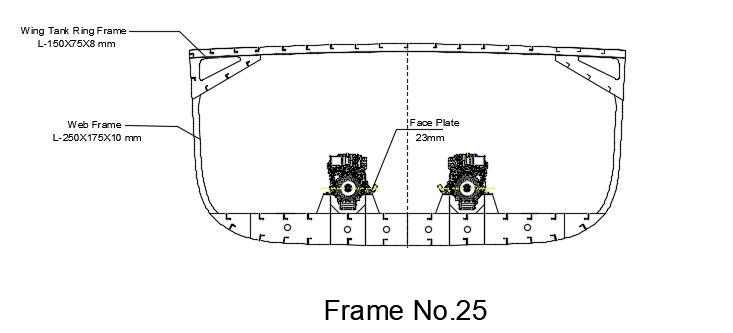 Wing Tank Ring Frame
L-150X75X8 mm
Web Frame
L-250X175X10 mm
Face Plate
23mm
Frame No.25